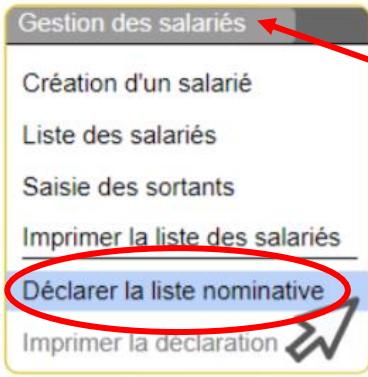 Gestion des salariés
Création d'un salarié
Liste des salariés
Saisie des sortants
Imprimer la liste des salariés
Déclarer la liste nominative
Imprimer la déclaration